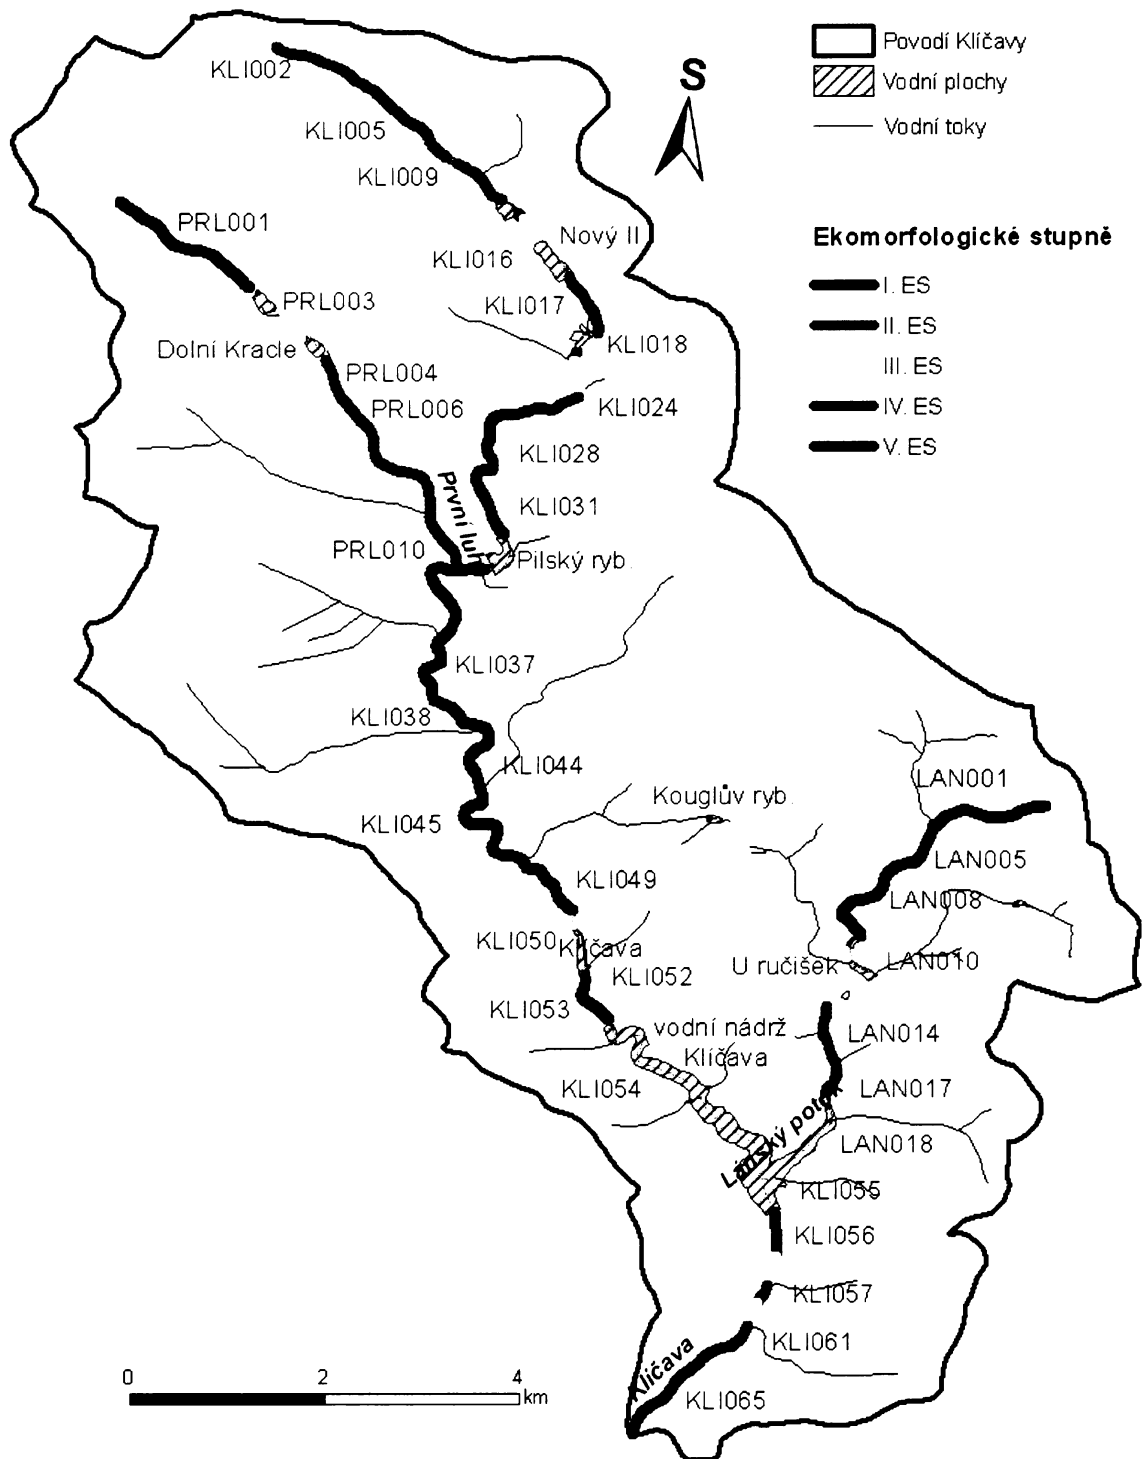 Povodí Klíčavy
Vodní plochy
Vodní toky
S
Ekomorfologické stupně
I. ES
II. ES
III. ES
IV. ES
V. ES
KLI002
KLI005
KLI009
PRL001
Nový II
KLI016
PRL003
KLI017
KLI018
Dolní Kracle
PRL004
PRL006
KLI024
KLI028
První luh
KLI031
PRL010
Pilský ryb.
KLI037
KLI038
KLI044
LAN001
Kouglův ryb.
KLI045
LAN005
KLI049
LAN008
KLI050
Klíčava
LAN010
U ručišek
KLI052
KLI053
vodní nádrž
Klíčava
LAN014
KLI054
LAN017
Lánský potok
LAN018
KLI055
KLI056
KLI057
KLI061
Klíčava
KLI065
0 2 4
km